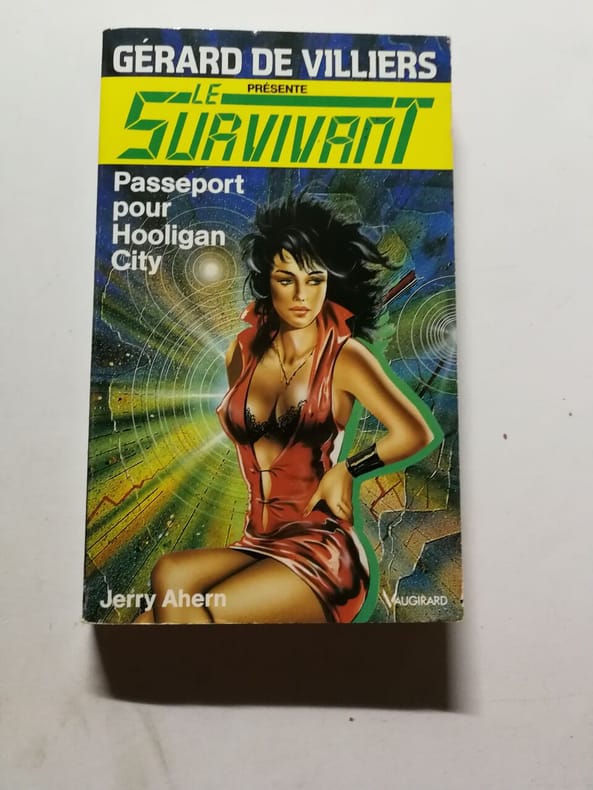 GÉRARD DE VILLIERS
PRÉSENTE
LE
SURVIVANT
Passeport
pour
Hooligan
City
Jerry Ahern
VAUGIRARD